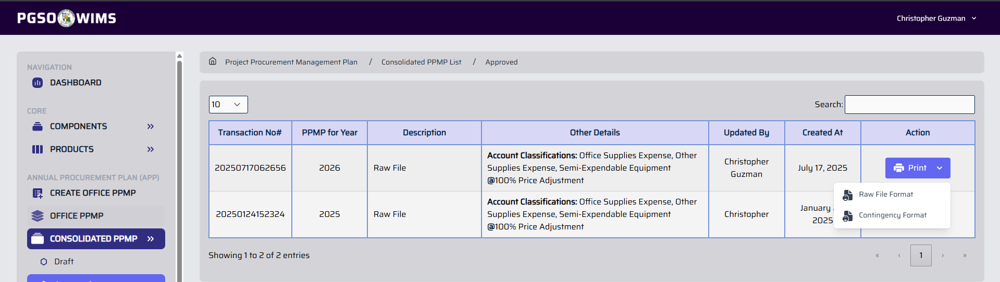 PGSO WIMS
Christopher Guzman
NAVIGATION
DASHBOARD
CORE
COMPONENTS
PRODUCTS
ANNUAL PROCUREMENT PLAN (APP)
CREATE OFFICE PPMP
OFFICE PPMP
CONSOLIDATED PPMP
Draft
Project Procurement Management Plan / Consolidated PPMP List / Approved
10
Search:
Transaction No# PPMP for Year Description Other Details Updated By Created At Action
20250717062656 2026 Raw File
Account Classifications: Office Supplies Expense, Other
Supplies Expense, Semi-Expendable Equipment
@100% Price Adjustment
Christopher
Guzman
July 17, 2025
Print
Raw File Format
Contingency Format
20250124152324 2025 Raw File
Account Classifications: Office Supplies Expense, Other
Supplies Expense, Semi-Expendable Equipment
@100% Price Adjustment
Christopher
January
2025
Showing 1 to 2 of 2 entries
« ‹ 1 › »